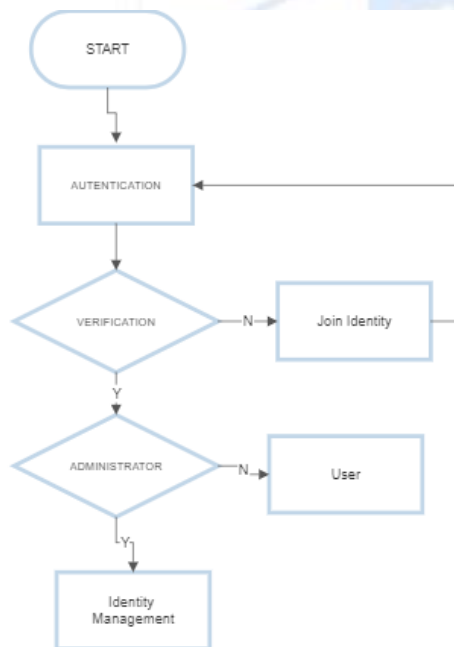 START
AUTENTICATION
VERIFICATION
N
Join Identity
Y
ADMINISTRATOR
N
User
Y
Identity
Management